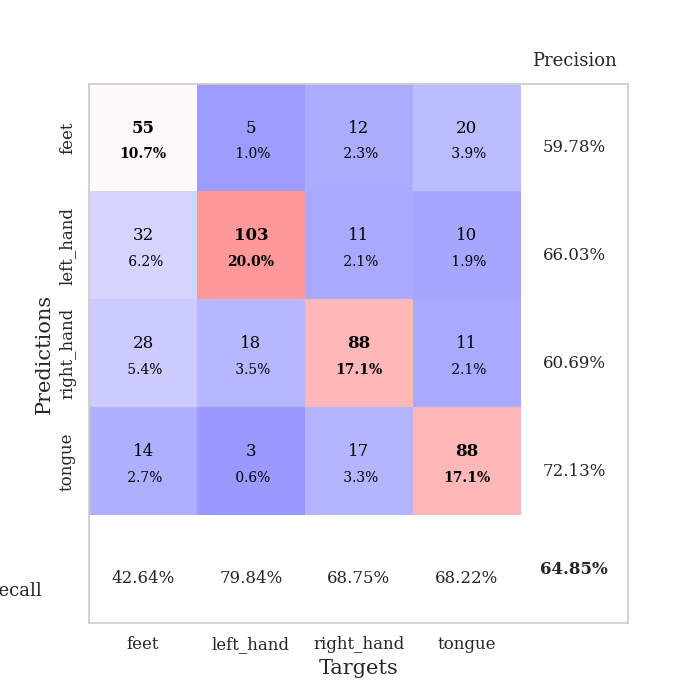 Precision
feet
55 5 12 20
10.7% 1.0% 2.3% 3.9%
59.78%
left_hand
32 103 11 10
6.2% 20.0% 2.1% 1.9%
66.03%
right_hand
28 18 88 11
5.4% 3.5% 17.1% 2.1%
60.69%
tongue
14 3 17 88
2.7% 0.6% 3.3% 17.1%
72.13%
Predictions
ecall
42.64% 79.84% 68.75% 68.22% 64.85%
feet left_hand right_hand tongue
Targets